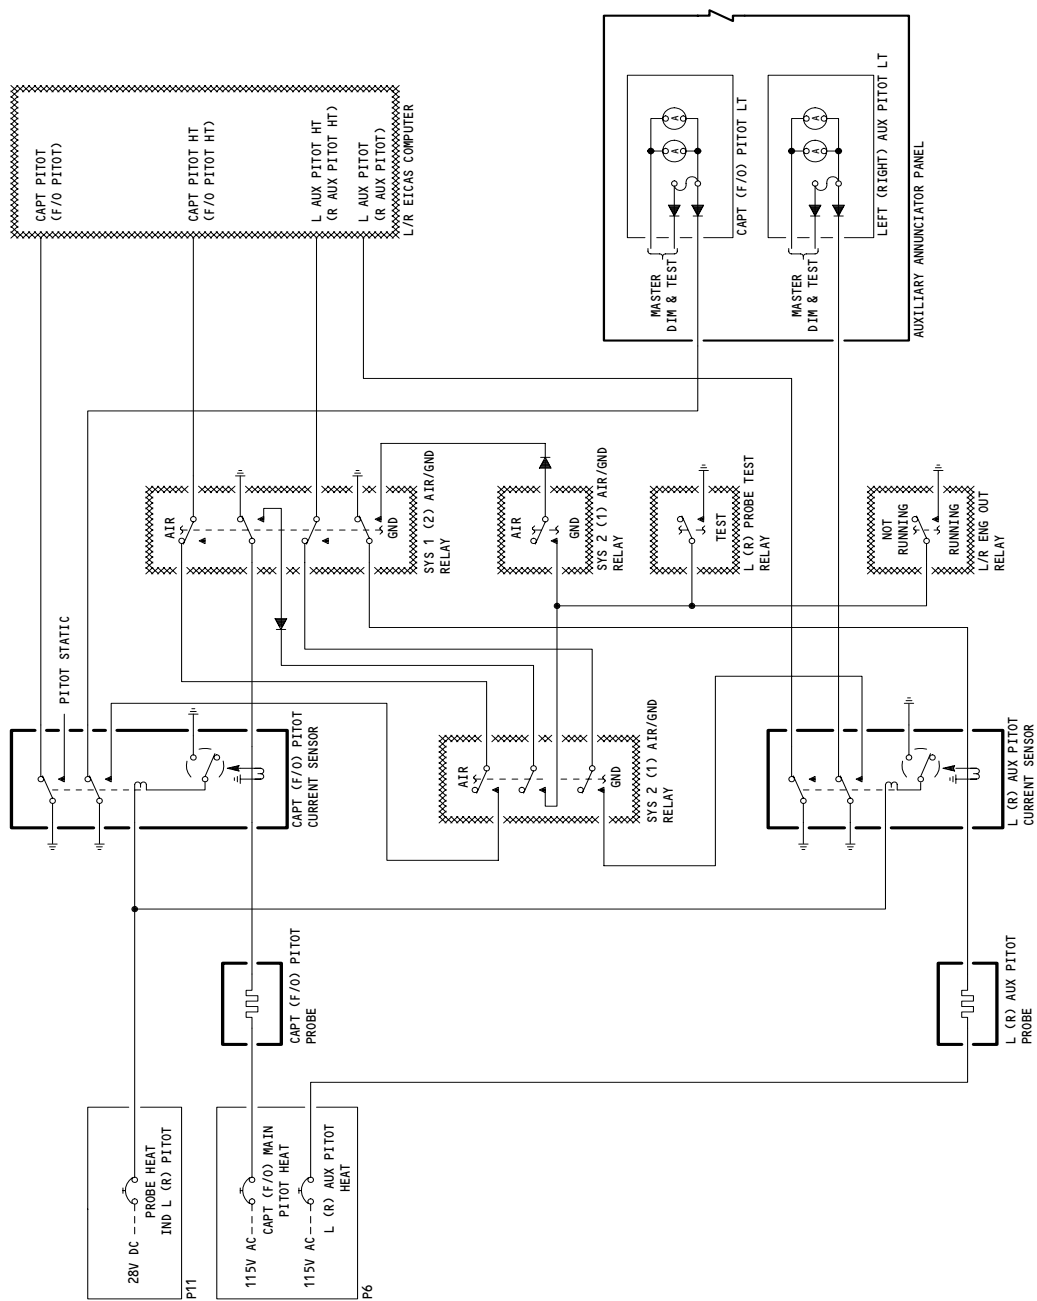 CAPT PITOT
(F/O PITOT)
CAPT PITOT HT
(F/O PITOT HT)
L AUX PITOT HT
(R AUX PITOT HT)
L AUX PITOT
(R AUX PITOT)
L/R EICAS COMPUTER
A
A
CAPT (F/O) PITOT LT
MASTER
DIM & TEST
A
A
LEFT (RIGHT) AUX PITOT LT
MASTER
DIM & TEST
AUXILIARY ANNUNCIATOR PANEL
AIR
GND
SYS 1 (2) AIR/GND
RELAY
AIR
GND
SYS 2 (1) AIR/GND
RELAY
TEST
L (R) PROBE TEST
RELAY
NOT
RUNNING
RUNNING
L/R ENG OUT
RELAY
PITOT STATIC
CAPT (F/O) PITOT
CURRENT SENSOR
AIR
GND
SYS 2 (1) AIR/GND
RELAY
L (R) AUX PITOT
CURRENT SENSOR
CAPT (F/O) PITOT
PROBE
L (R) AUX PITOT
PROBE
28V DC
PROBE HEAT
IND L (R) PITOT
P11
115V AC
CAPT (F/O) MAIN
PITOT HEAT
115V AC
L (R) AUX PITOT
HEAT
P6